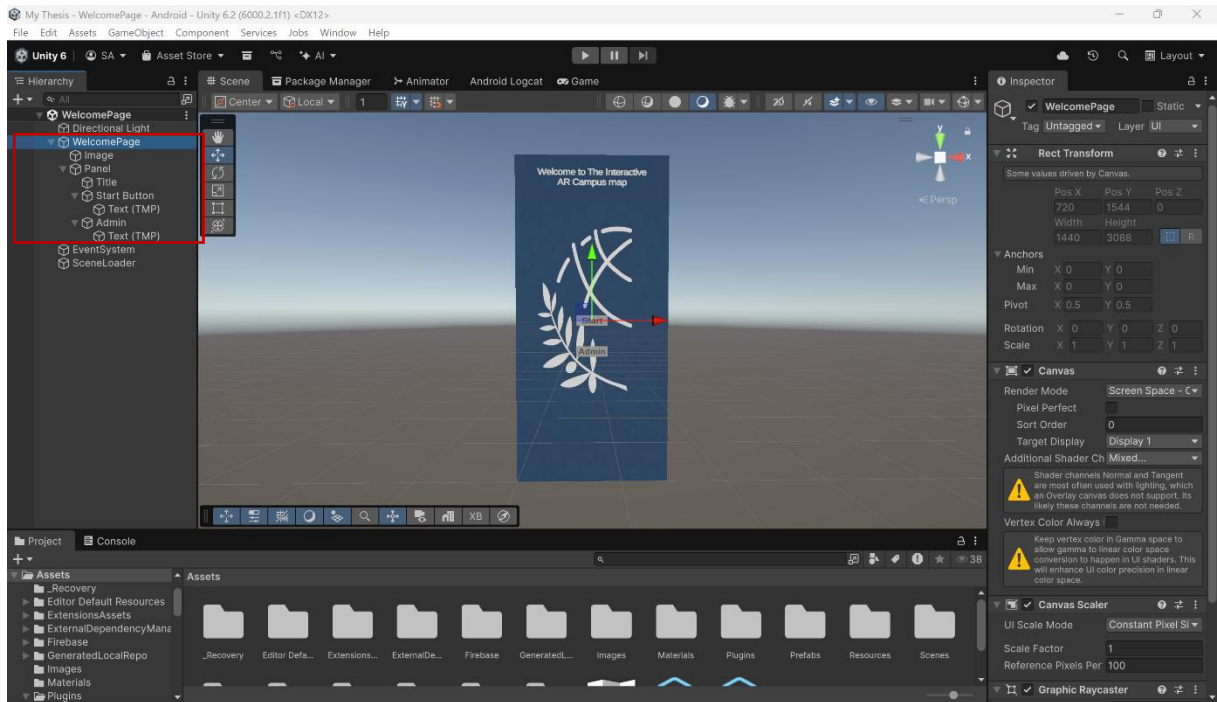 My Thesis - WelcomePage - Android - Unity 6.2 (6000.2.1f1) <DX12>
File Edit Assets GameObject Component Services Jobs Window Help
Unity 6 SA Asset Store AI Layout
Hierarchy
All
WelcomePage
Directional Light
WelcomePage
Image
Panel
Title
Start Button
Text (TMP)
Admin
Text (TMP)
EventSystem
SceneLoader
Scene Package Manager Animator Android Logcat Game
Center Local 1 2D
Welcome to The Interactive
AR Campus map
Start
Admin
y
x
Persp
XB
Inspector
WelcomePage Static
Tag Untagged Layer UI
Rect Transform
Some values driven by Canvas.
Pos X Pos Y Pos Z
720 1544 0
Width Height
1440 3088 R
Anchors
Min X 0 Y 0
Max X 0 Y 0
Pivot X 0.5 Y 0.5
Rotation X 0 Y 0 Z 0
Scale X 1 Y 1 Z 1
Canvas
Render Mode Screen Space - C
Pixel Perfect
Sort Order 0
Target Display Display 1
Additional Shader Ch Mixed...
Shader channels Normal and Tangent
are most often used with lighting, which
an Overlay canvas does not support. Its
likely these channels are not needed.
Vertex Color Always
Keep vertex color in Gamma space to
allow gamma to linear color space
conversion to happen in UI shaders. This
will enhance UI color precision in linear
color space.
Canvas Scaler
UI Scale Mode Constant Pixel Si
Scale Factor 1
Reference Pixels Per 100
Graphic Raycaster
Project Console
38
Assets
_Recovery
Editor Default Resources
ExtensionsAssets
ExternalDependencyMana
Firebase
GeneratedLocalRepo
Images
Materials
Plugins
Assets
_Recovery Editor Defa... Extensions... ExternalDe... Firebase GeneratedL... Images Materials Plugins Prefabs Resources Scenes